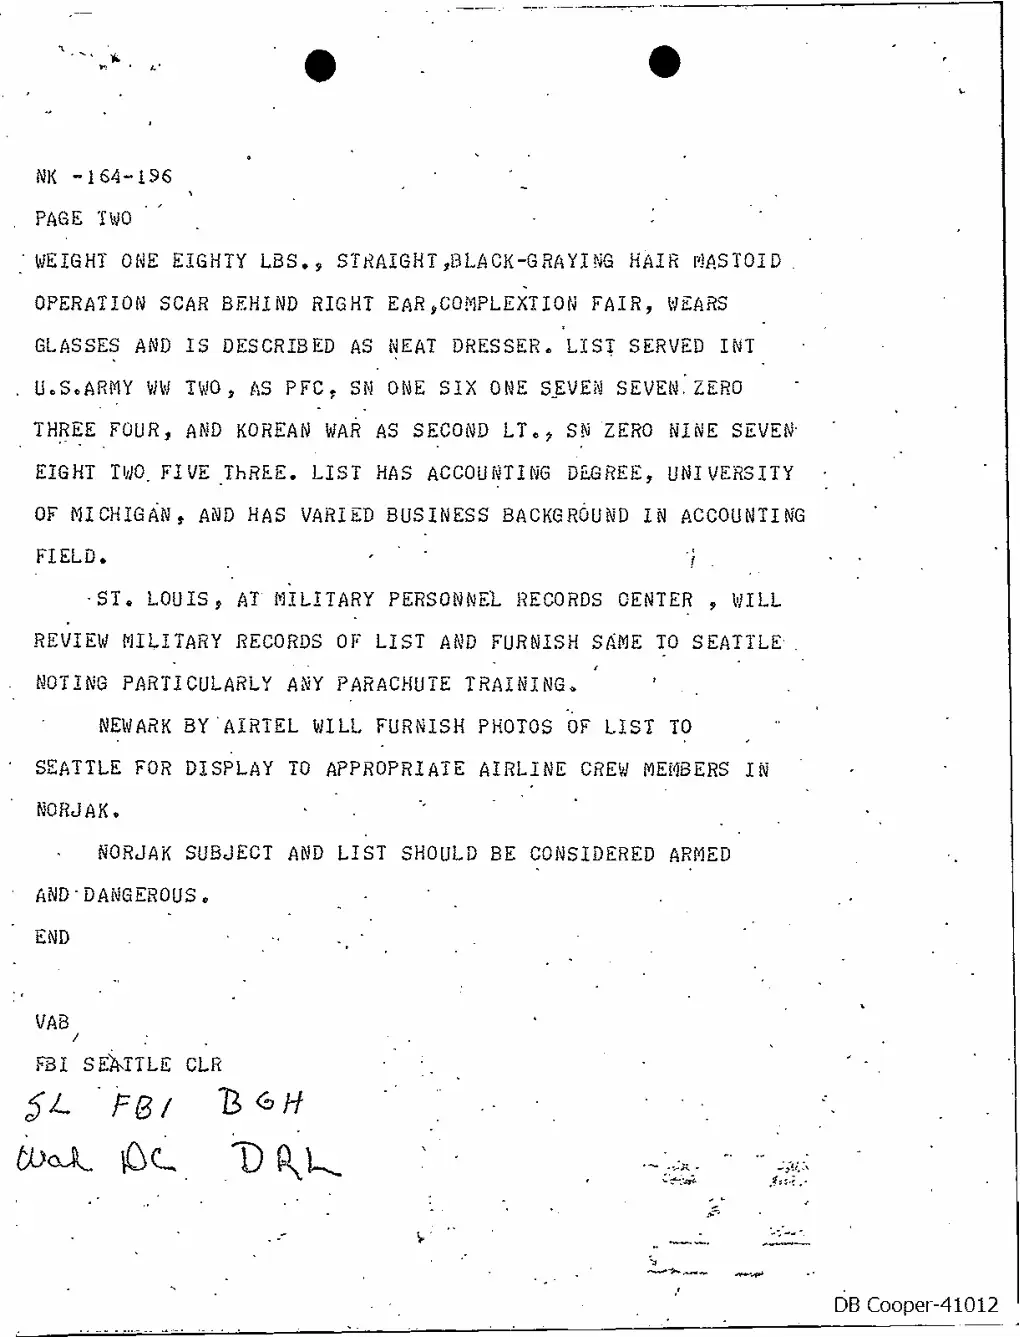 NK -164-196
PAGE TWO
WEIGHT ONE EIGHTY LBS., STRAIGHT,BLACK-GRAYING HAIR MASTOID
OPERATION SCAR BEHIND RIGHT EAR,COMPLEXTION FAIR, WEARS
GLASSES AND IS DESCRIBED AS NEAT DRESSER. LIST SERVED INT
U.S.ARMY WW TWO, AS PFC, SN ONE SIX ONE SEVEN SEVEN ZERO
THREE FOUR, AND KOREAN WAR AS SECOND LT., SN ZERO NINE SEVEN
EIGHT TWO FIVE THREE. LIST HAS ACCOUNTING DEGREE, UNIVERSITY
OF MICHIGAN, AND HAS VARIED BUSINESS BACKGROUND IN ACCOUNTING
FIELD.
ST. LOUIS, AT MILITARY PERSONNEL RECORDS CENTER , WILL
REVIEW MILITARY RECORDS OF LIST AND FURNISH SAME TO SEATTLE
NOTING PARTICULARLY ANY PARACHUTE TRAINING.
NEWARK BY AIRTEL WILL FURNISH PHOTOS OF LIST TO
SEATTLE FOR DISPLAY TO APPROPRIATE AIRLINE CREW MEMBERS IN
NORJAK.
NORJAK SUBJECT AND LIST SHOULD BE CONSIDERED ARMED
AND DANGEROUS.
END
VAB
FBI SEATTLE CLR
SL FBI BGH
DC DRL
DB Cooper-41012